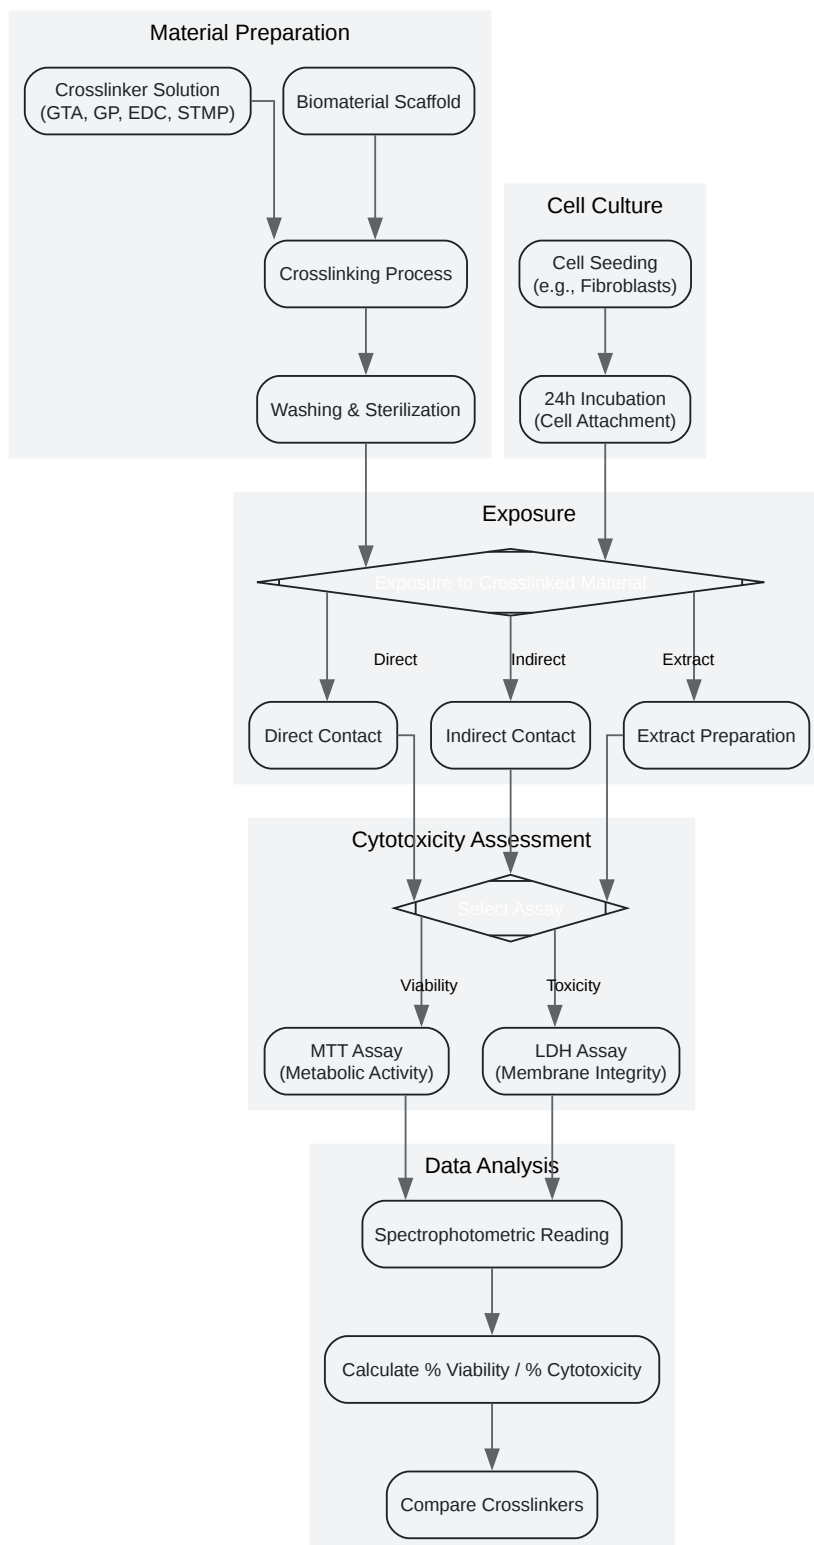 Material Preparation
Crosslinker Solution
(GTA, GP, EDC, STMP)
Biomaterial Scaffold
Crosslinking Process
Washing & Sterilization
Cell Culture
Cell Seeding
(e.g., Fibroblasts)
24h Incubation
(Cell Attachment)
Exposure
Exposure to Crosslinked Material
Direct
Indirect
Extract
Direct Contact
Indirect Contact
Extract Preparation
Cytotoxicity Assessment
Select Assay
Viability
Toxicity
MTT Assay
(Metabolic Activity)
LDH Assay
(Membrane Integrity)
Data Analysis
Spectrophotometric Reading
Calculate % Viability / % Cytotoxicity
Compare Crosslinkers